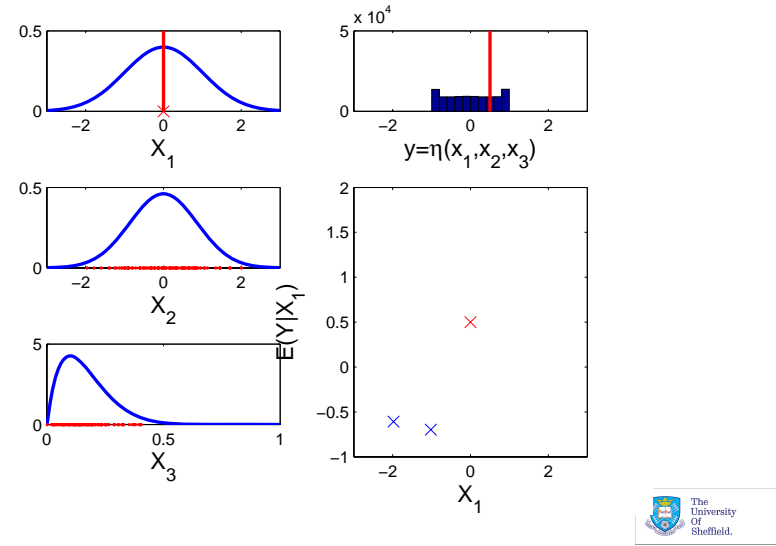 0.5
0
−2 0 2
X1
x 10^4
5
0
−2 0 2
y=η(x1,x2,x3)
0.5
0
−2 0 2
X2
5
0
0 0.5 1
X3
E(Y|X1)
2
1.5
1
0.5
0
−0.5
−1
−2 0 2
X1
The
University
Of
Sheffield.